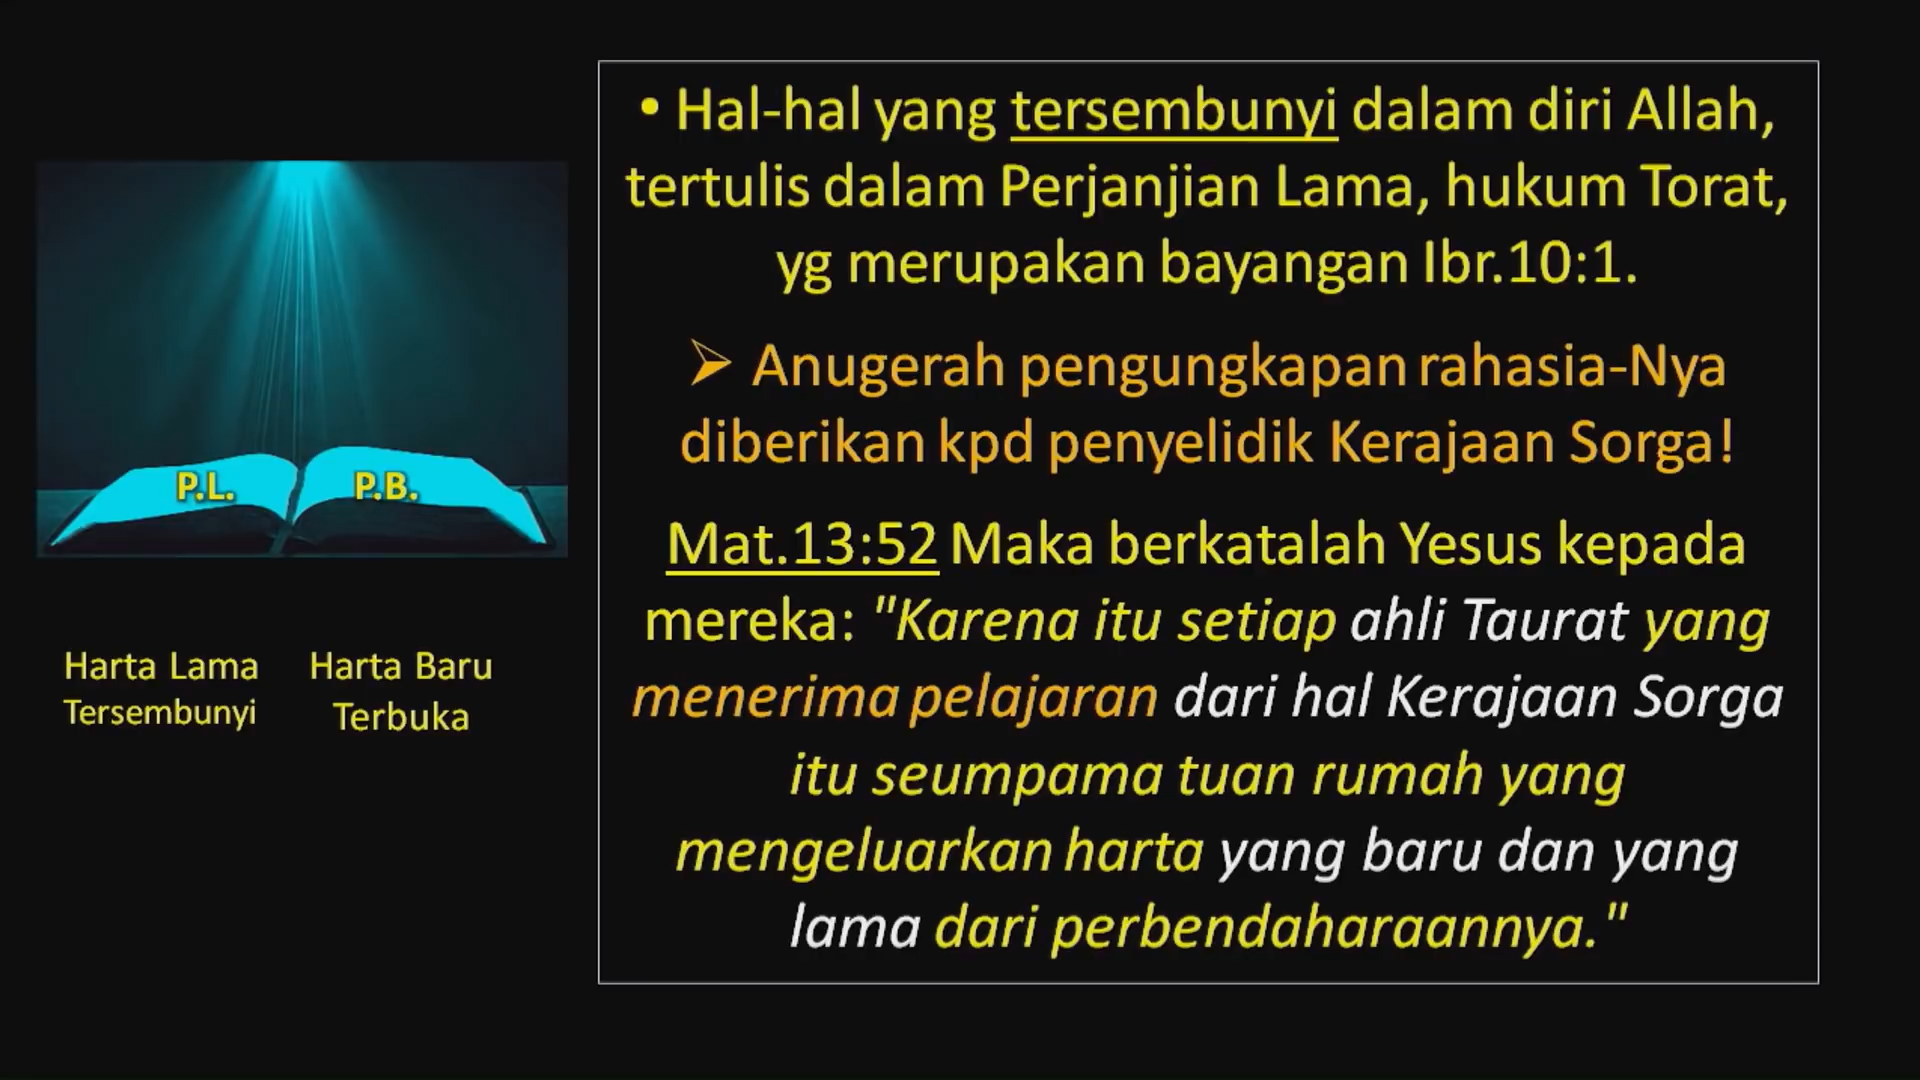 P.L. P.B.
Harta Lama
Tersembunyi
Harta Baru
Terbuka
• Hal-hal yang tersembunyi dalam diri Allah,
tertulis dalam Perjanjian Lama, hukum Torat,
yg merupakan bayangan Ibr.10:1.
➢ Anugerah pengungkapan rahasia-Nya
diberikan kpd penyelidik Kerajaan Sorga!
Mat.13:52 Maka berkatalah Yesus kepada
mereka: "Karena itu setiap ahli Taurat yang
menerima pelajaran dari hal Kerajaan Sorga
itu seumpama tuan rumah yang
mengeluarkan harta yang baru dan yang
lama dari perbendaharaannya."